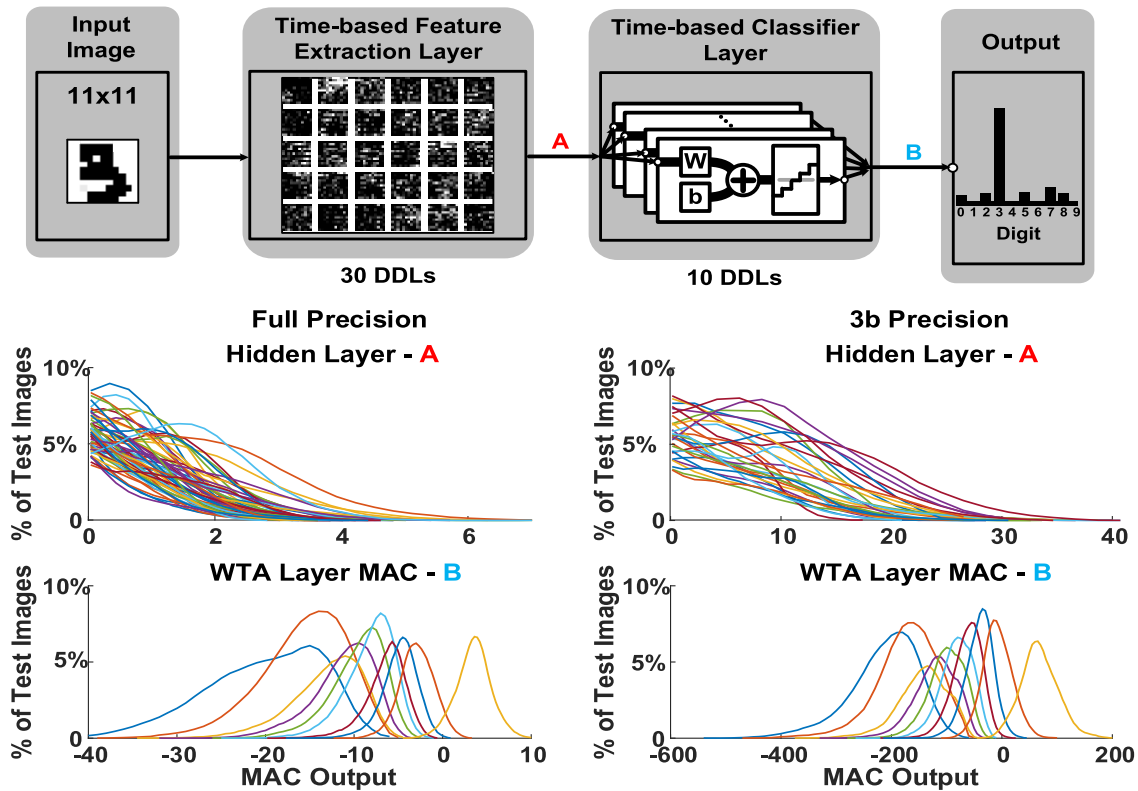 Input
Image
11x11
Time-based Feature
Extraction Layer
30 DDLs
A
Time-based Classifier
Layer
W
b
10 DDLs
B
Output
0 1 2 3 4 5 6 7 8 9
Digit
Full Precision
Hidden Layer - A
% of Test Images
10%
5%
0
0 2 4 6
WTA Layer MAC - B
% of Test Images
10%
5%
0
-40 -30 -20 -10 0 10
MAC Output
3b Precision
Hidden Layer - A
% of Test Images
10%
5%
0
0 10 20 30 40
WTA Layer MAC - B
% of Test Images
10%
5%
0
-600 -400 -200 0 200
MAC Output